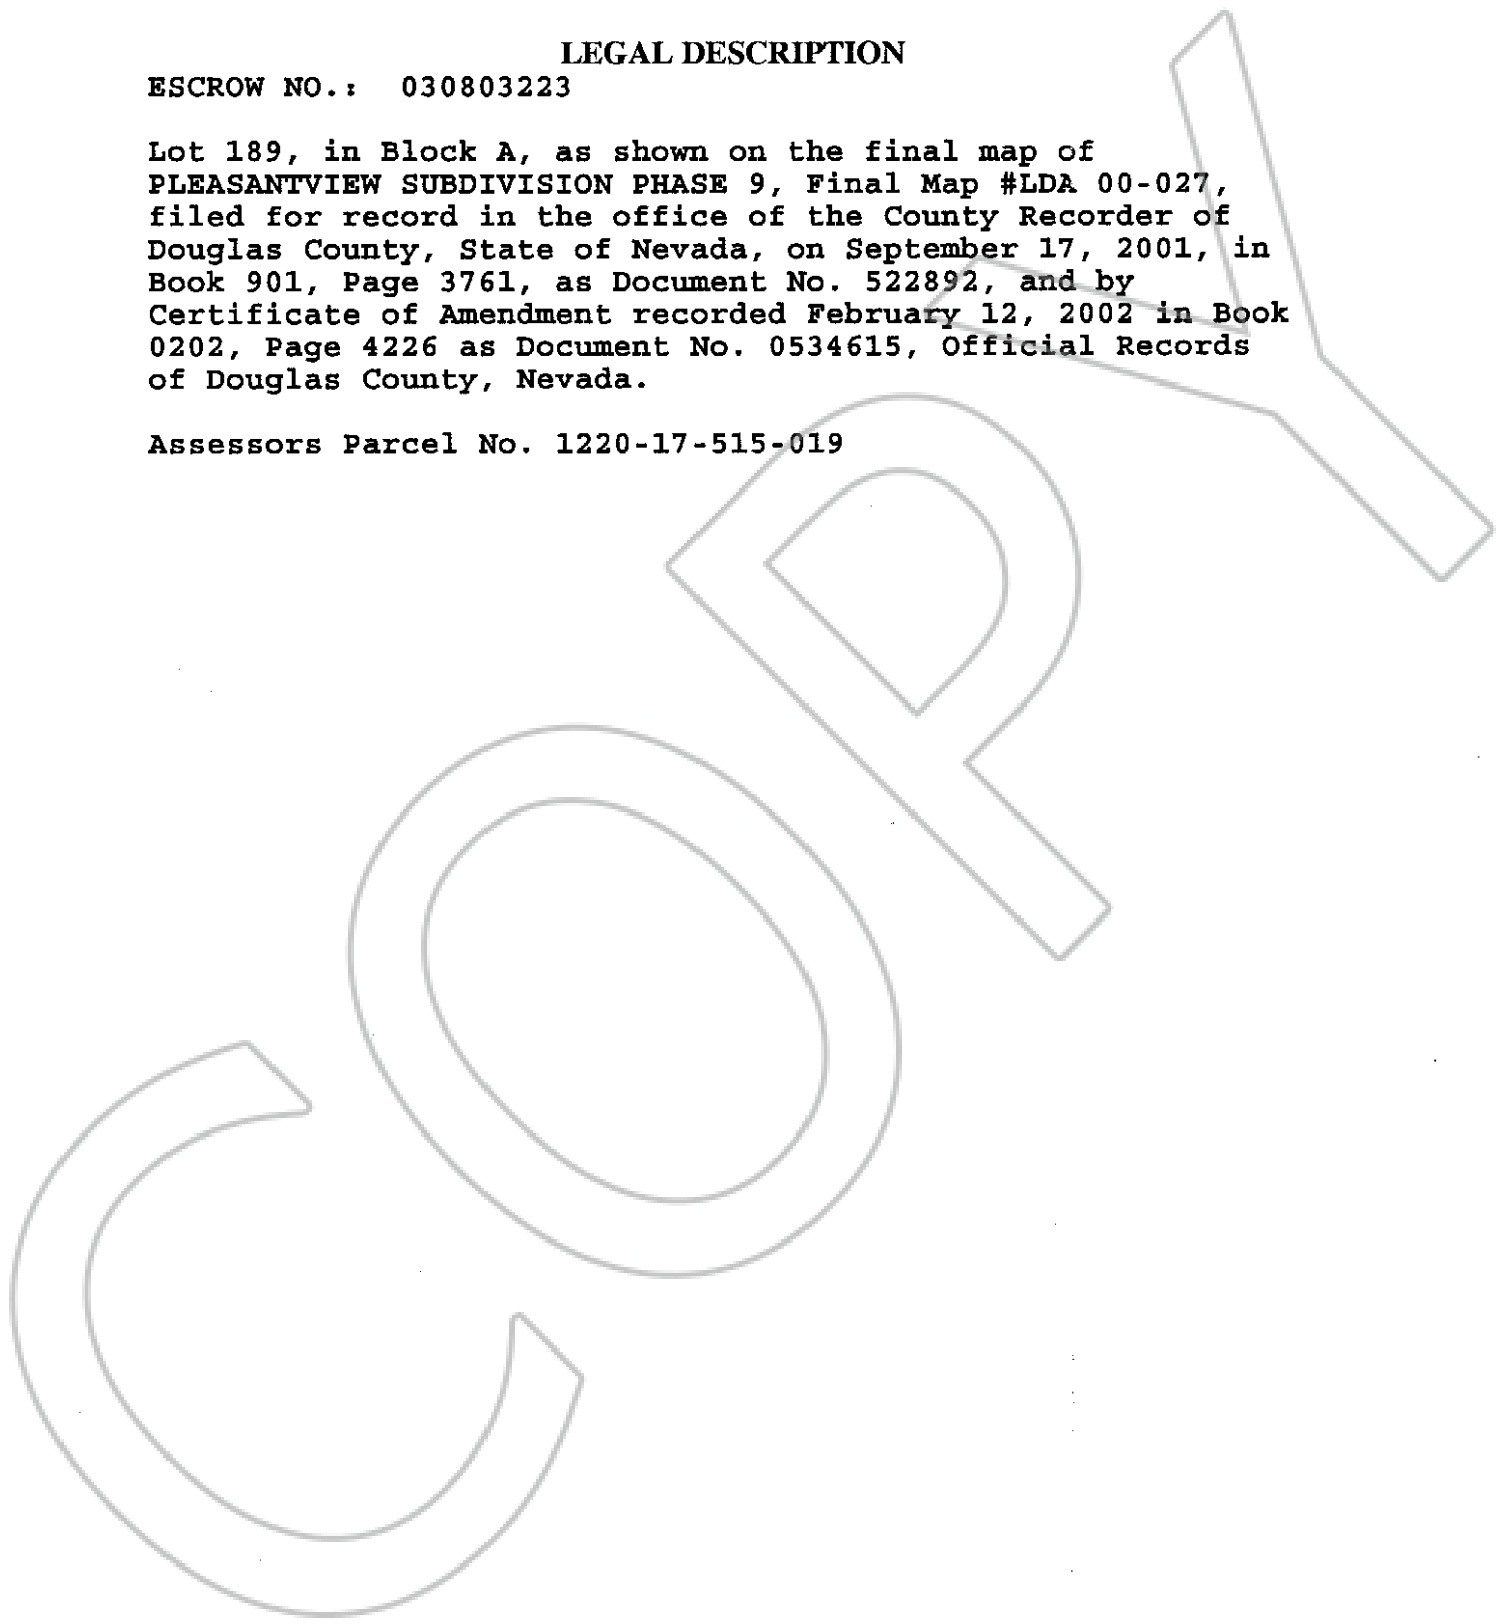 LEGAL DESCRIPTION
ESCROW NO.: 030803223
Lot 189, in Block A, as shown on the final map of
PLEASANTVIEW SUBDIVISION PHASE 9, Final Map #LDA 00-027,
filed for record in the office of the County Recorder of
Douglas County, State of Nevada, on September 17, 2001, in
Book 901, Page 3761, as Document No. 522892, and by
Certificate of Amendment recorded February 12, 2002 in Book
0202, Page 4226 as Document No. 0534615, Official Records
of Douglas County, Nevada.
Assessors Parcel No. 1220-17-515-019
COPY